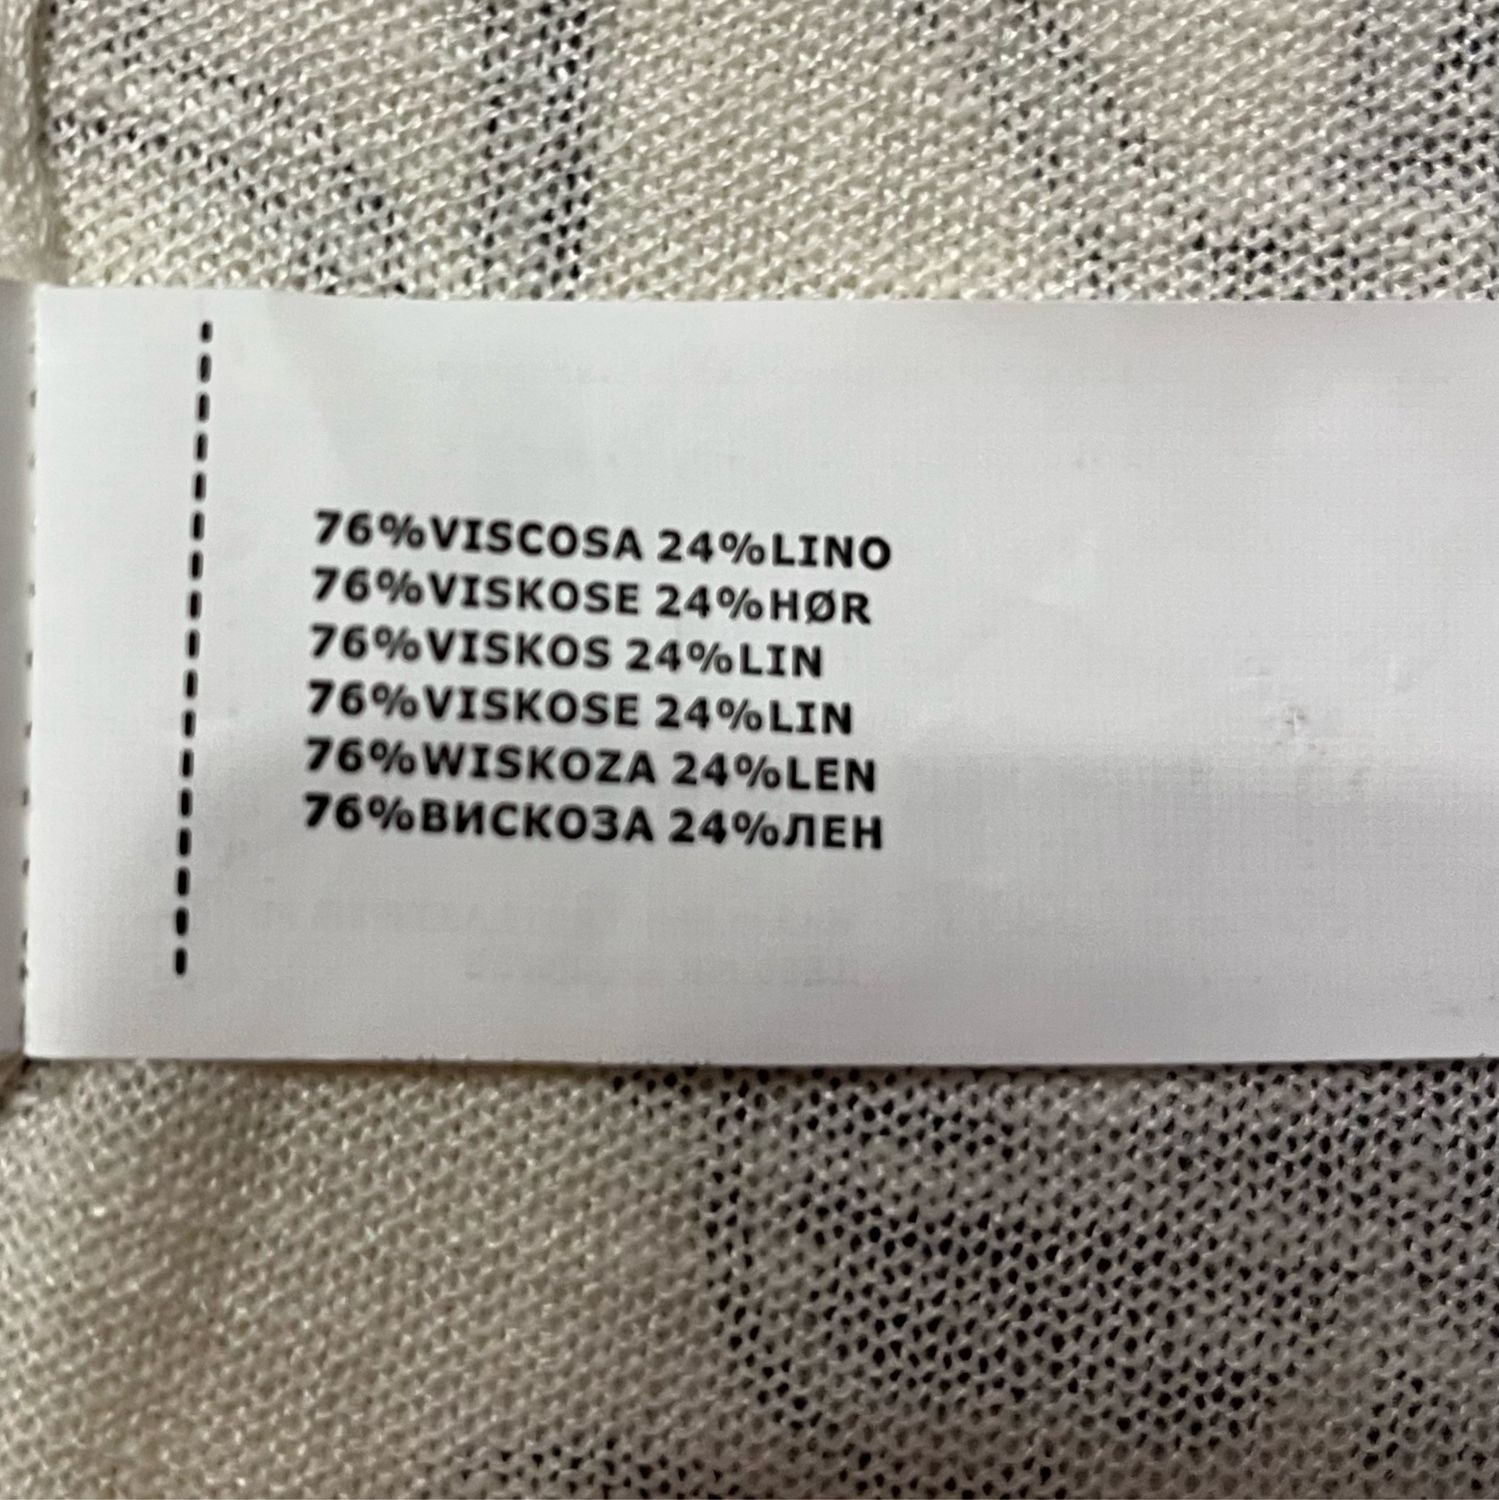 76%VISCOSA 24%LINO
76%VISKOSE 24%HØR
76%VISKOS 24%LIN
76%VISKOSE 24%LIN
76%WISKOZA 24%LEN
76%ВИСКОЗА 24%ЛЕН